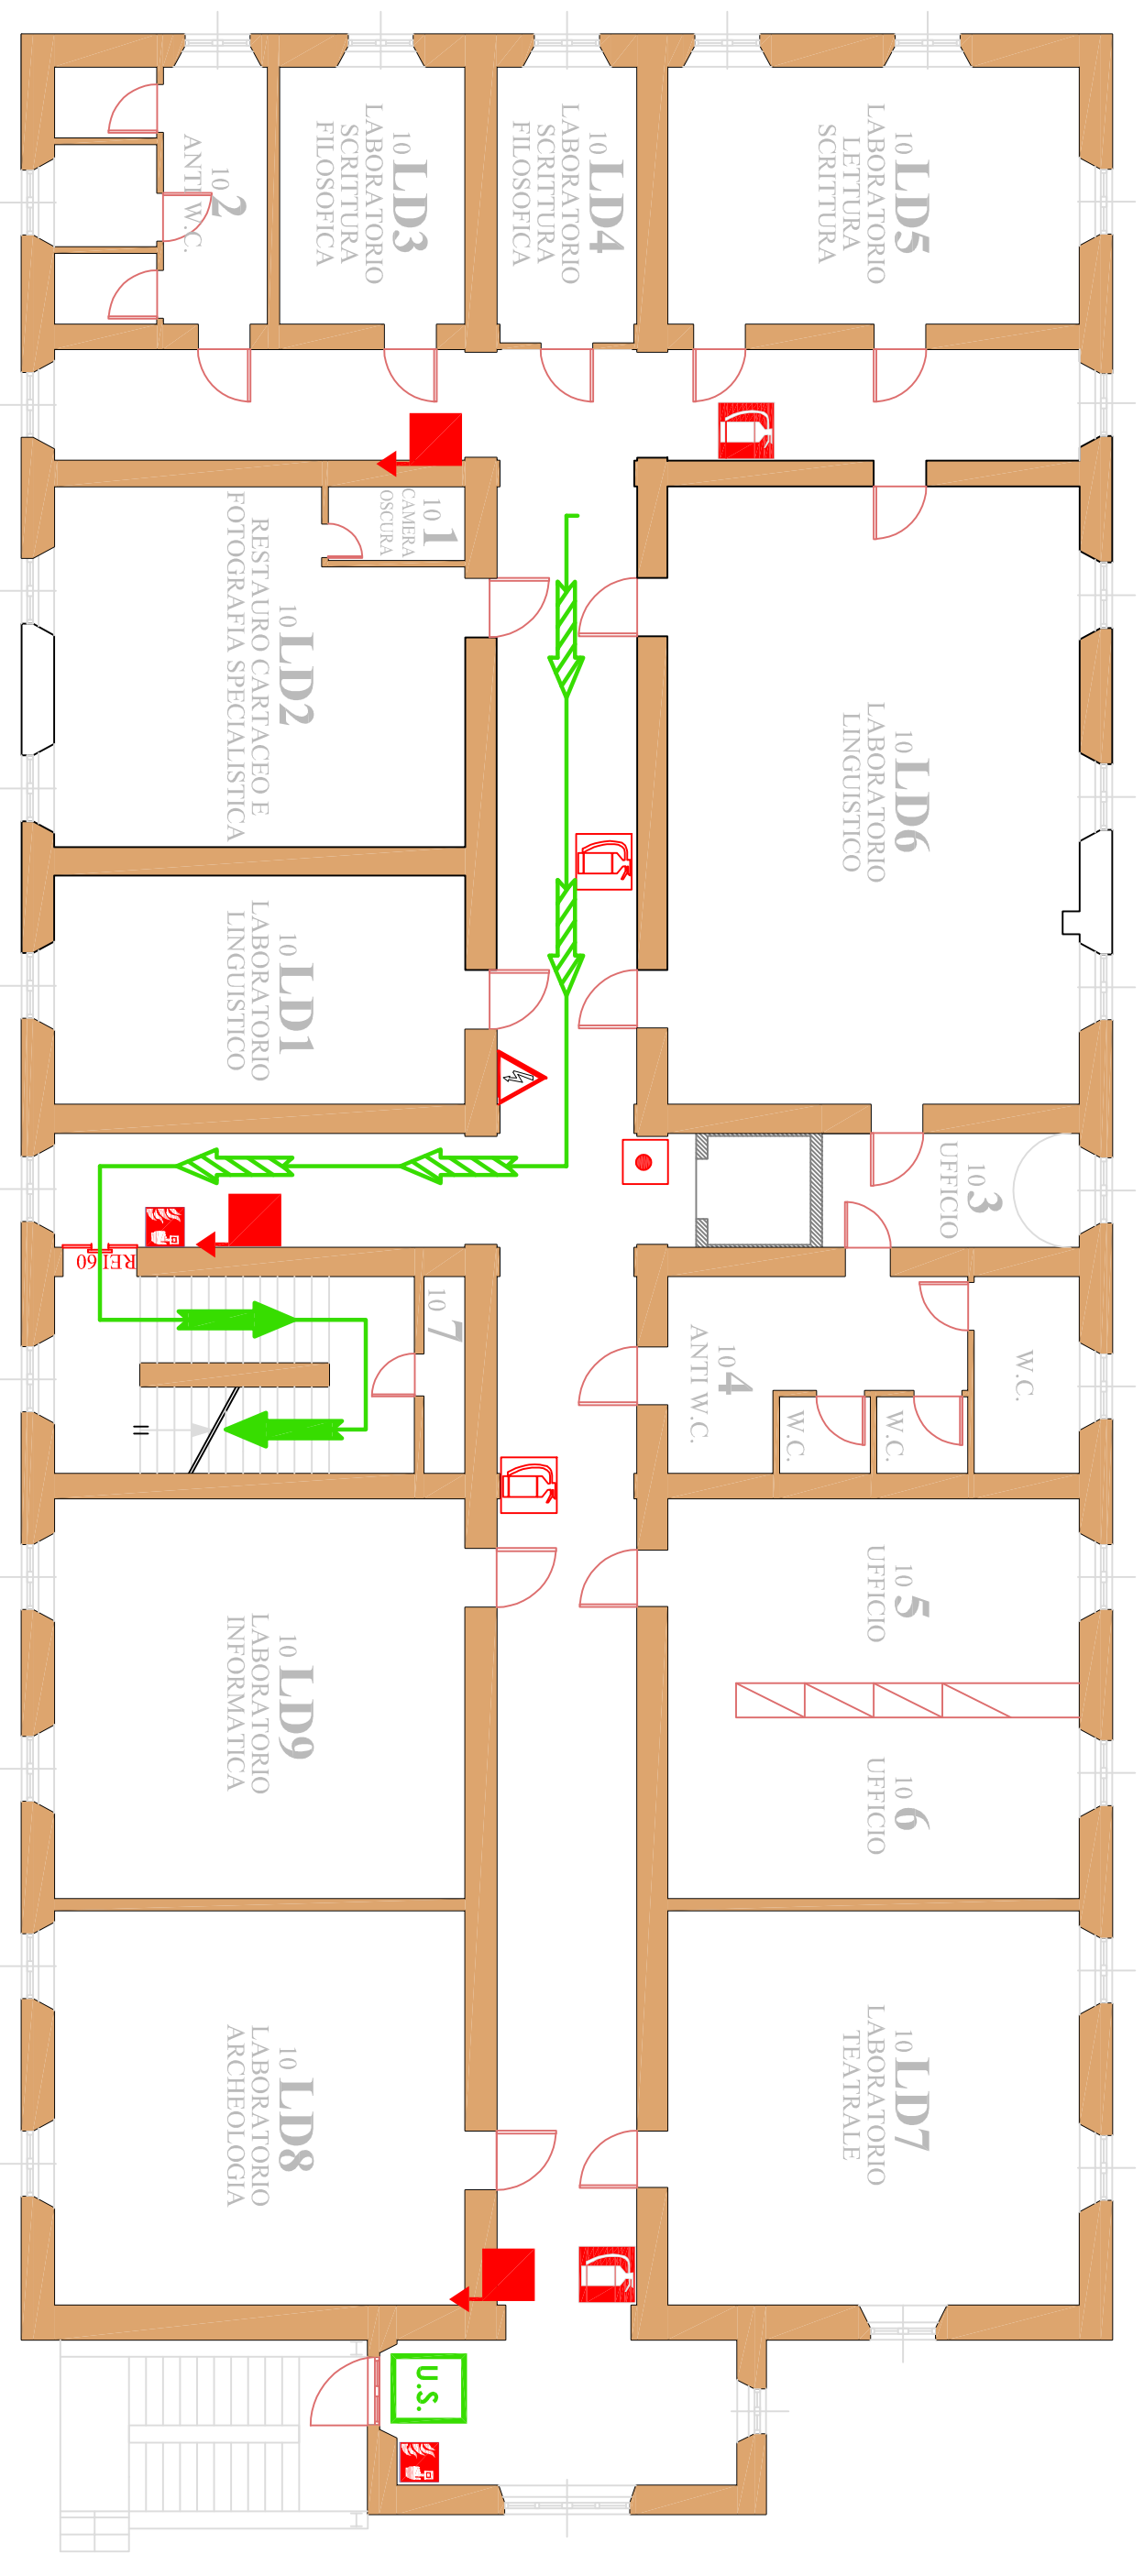 10 2
ANTI W.C.
10 LD3
LABORATORIO
SCRITTURA
FILOSOFICA
10 LD4
LABORATORIO
SCRITTURA
FILOSOFICA
10 LD5
LABORATORIO
LETTURA
SCRITTURA
10 1
CAMERA
OSCURA
10 LD2
RESTAURO CARTACEO E
FOTOGRAFIA SPECIALISTICA
10 LD6
LABORATORIO
LINGUISTICO
10 LD1
LABORATORIO
LINGUISTICO
10 3
UFFICIO
REI 60
10 7
10 4
ANTI W.C.
W.C.
W.C.
W.C.
10 5
UFFICIO
10 LD9
LABORATORIO
INFORMATICA
10 6
UFFICIO
10 LD8
LABORATORIO
ARCHEOLOGIA
10 LD7
LABORATORIO
TEATRALE
U.S.